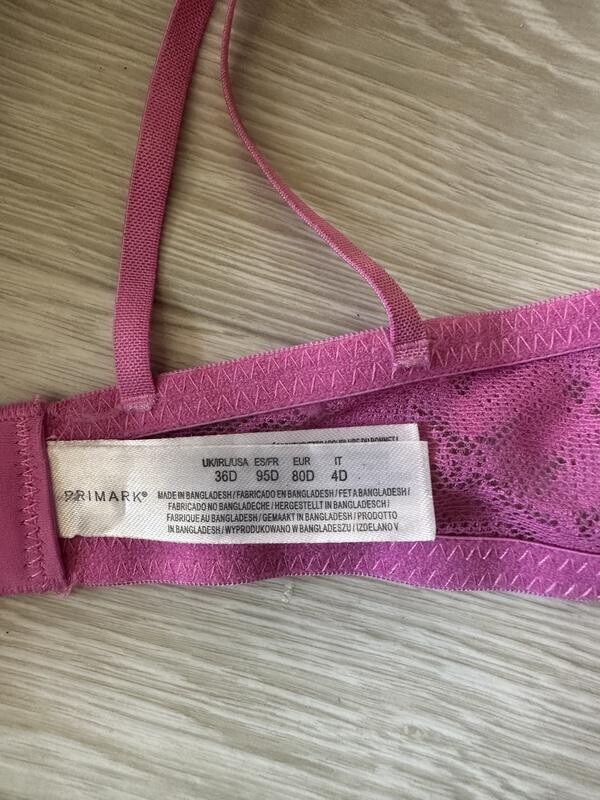 UK/IRL/USA ES/FR EUR IT
36D 95D 80D 4D
PRIMARK®
MADE IN BANGLADESH / FABRICADO EN BANGLADESH / FET A BANGLADESH /
FABRICADO NO BANGLADECHE / HERGESTELLT IN BANGLADESCH /
FABRIQUE AU BANGLADESH / GEMAAKT IN BANGLADESH / PRODOTTO
IN BANGLADESH / WYPRODUKOWANO W BANGLADESZU / IZDELANO V